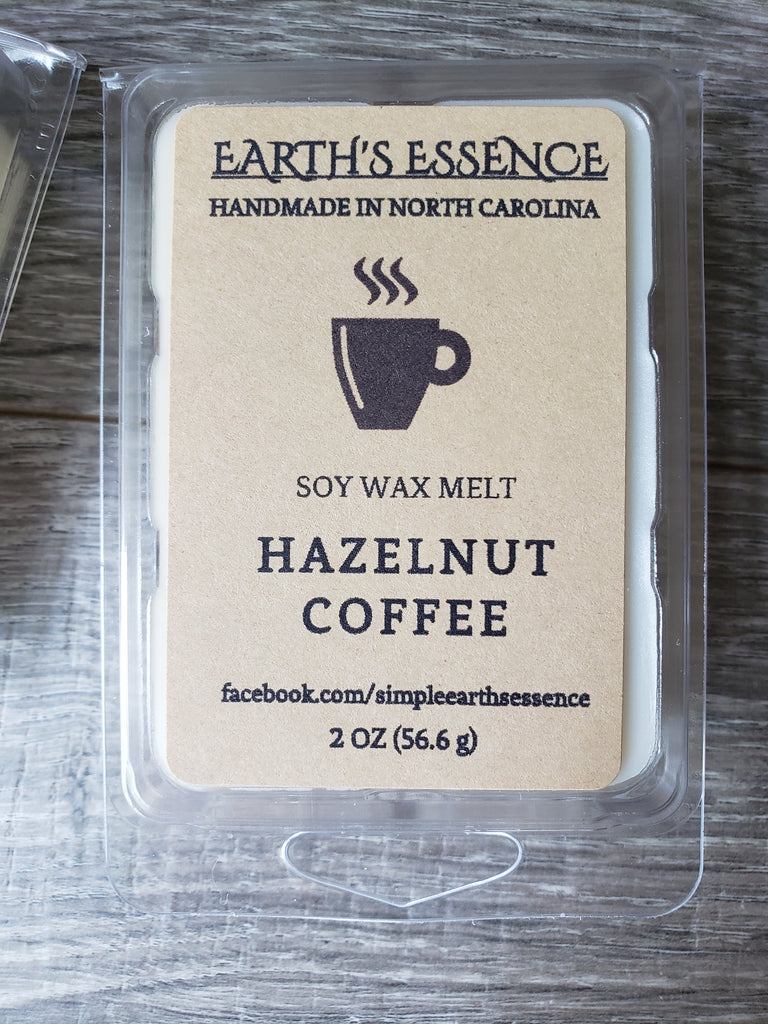 EARTH'S ESSENCE
HANDMADE IN NORTH CAROLINA
SOY WAX MELT
HAZELNUT
COFFEE
facebook.com/simpleearthsessence
2 OZ (56.6 g)